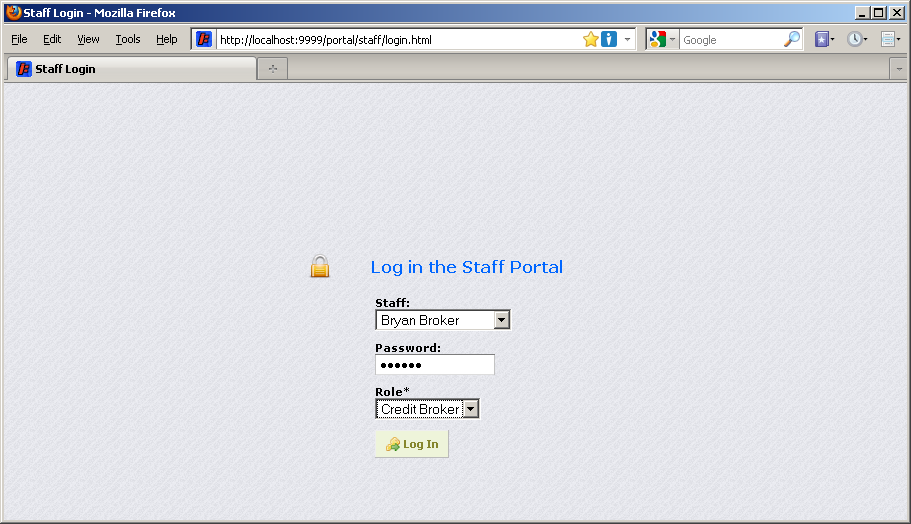 Staff Login - Mozilla Firefox
File Edit View Tools Help http://localhost:9999/portal/staff/login.html Google
Staff Login
Log in the Staff Portal
Staff:
Bryan Broker
Password:
••••••
Role*
Credit Broker
Log In